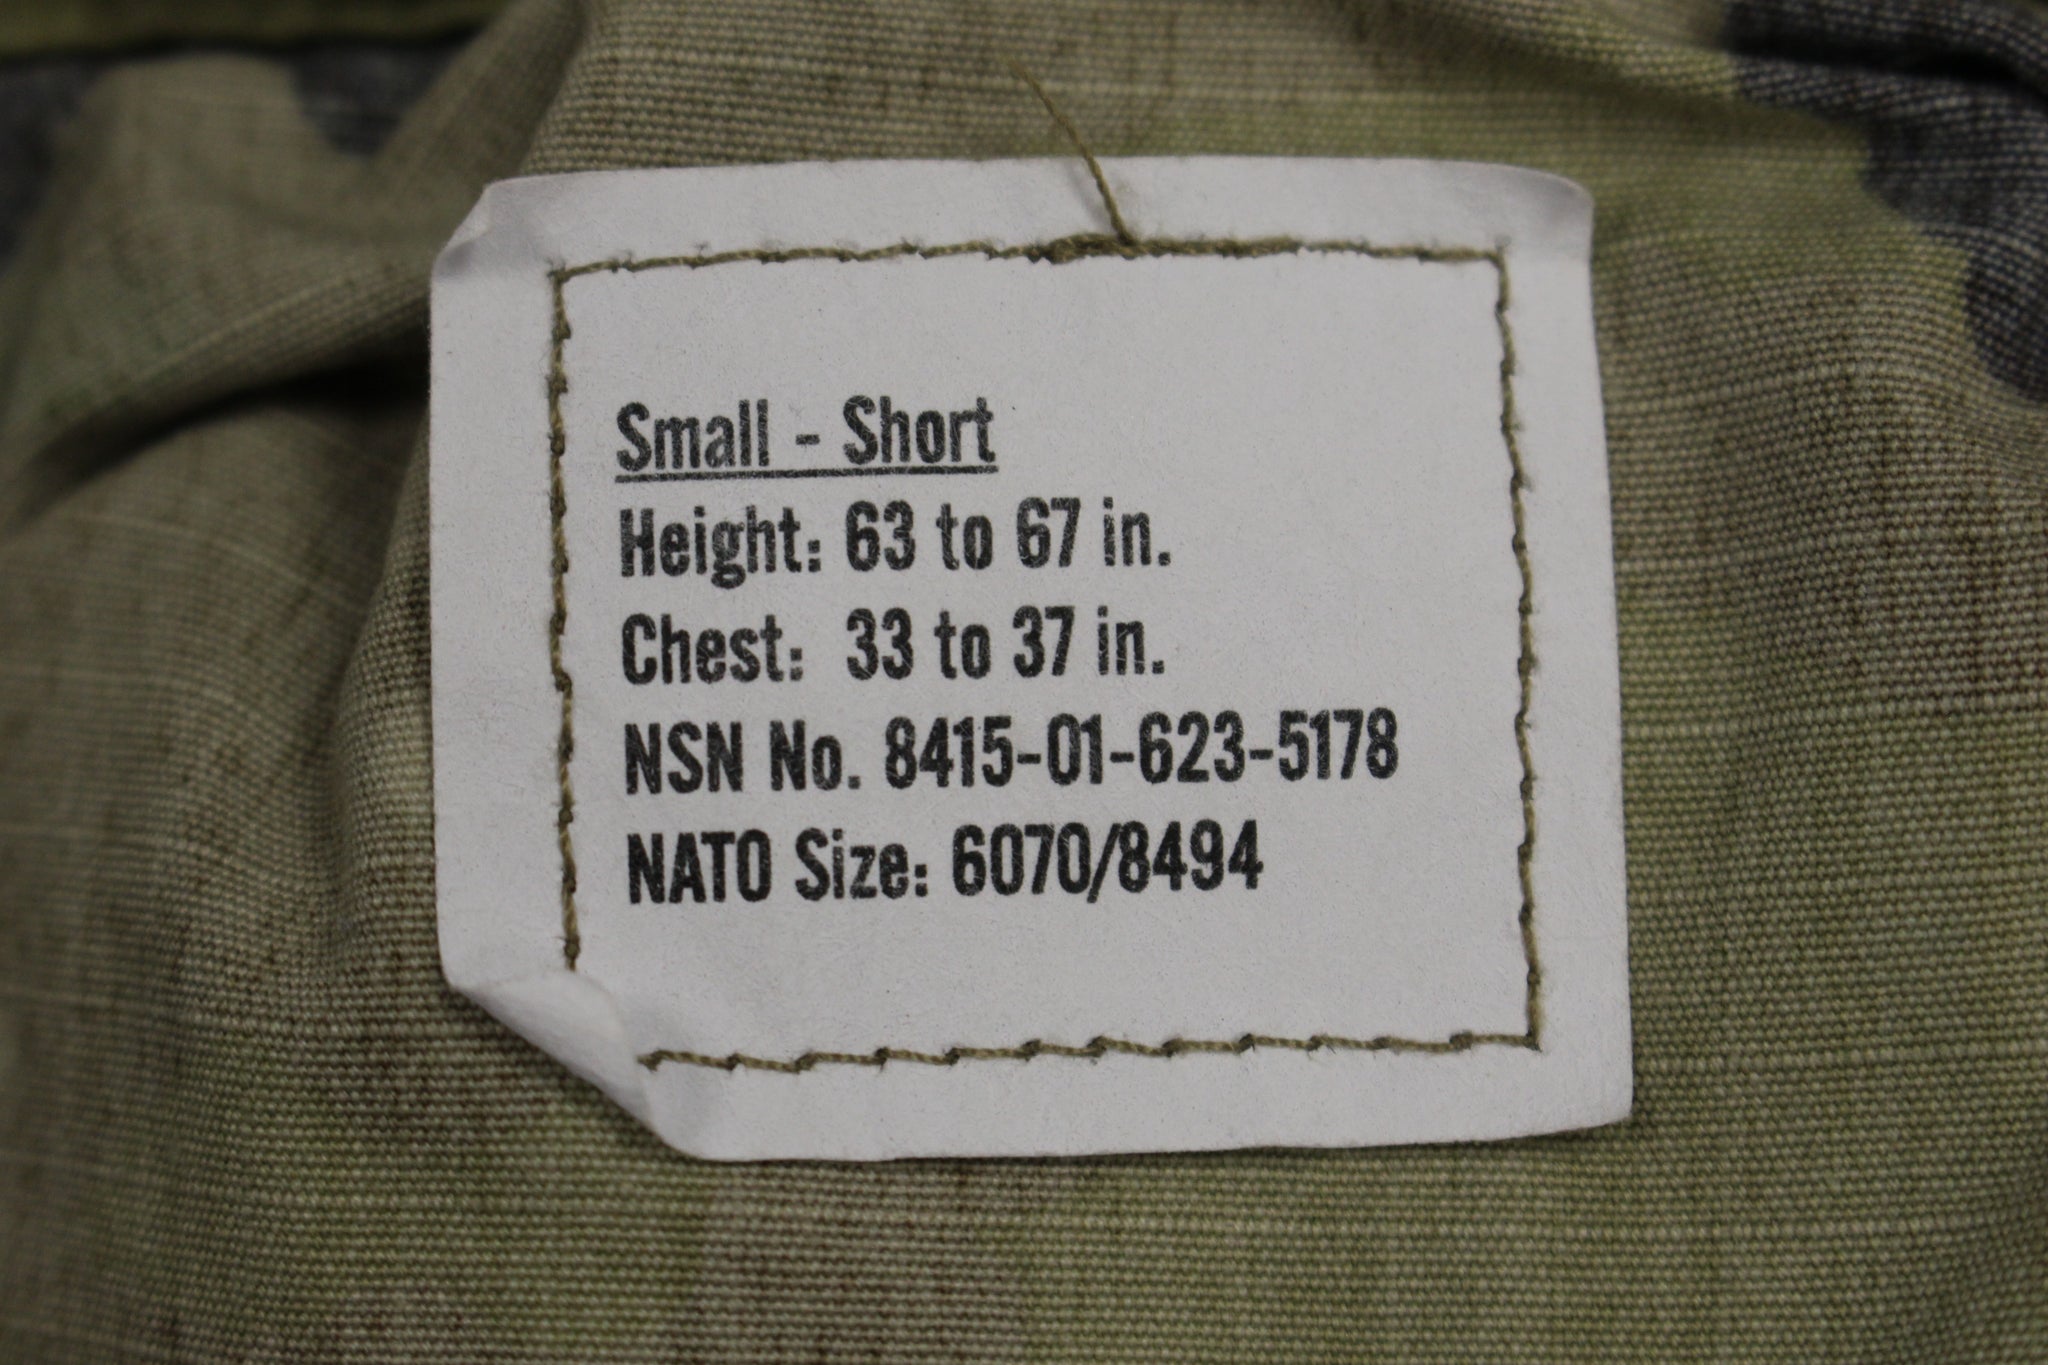 Small - Short
Height: 63 to 67 in.
Chest: 33 to 37 in.
NSN No. 8415-01-623-5178
NATO Size: 6070/8494